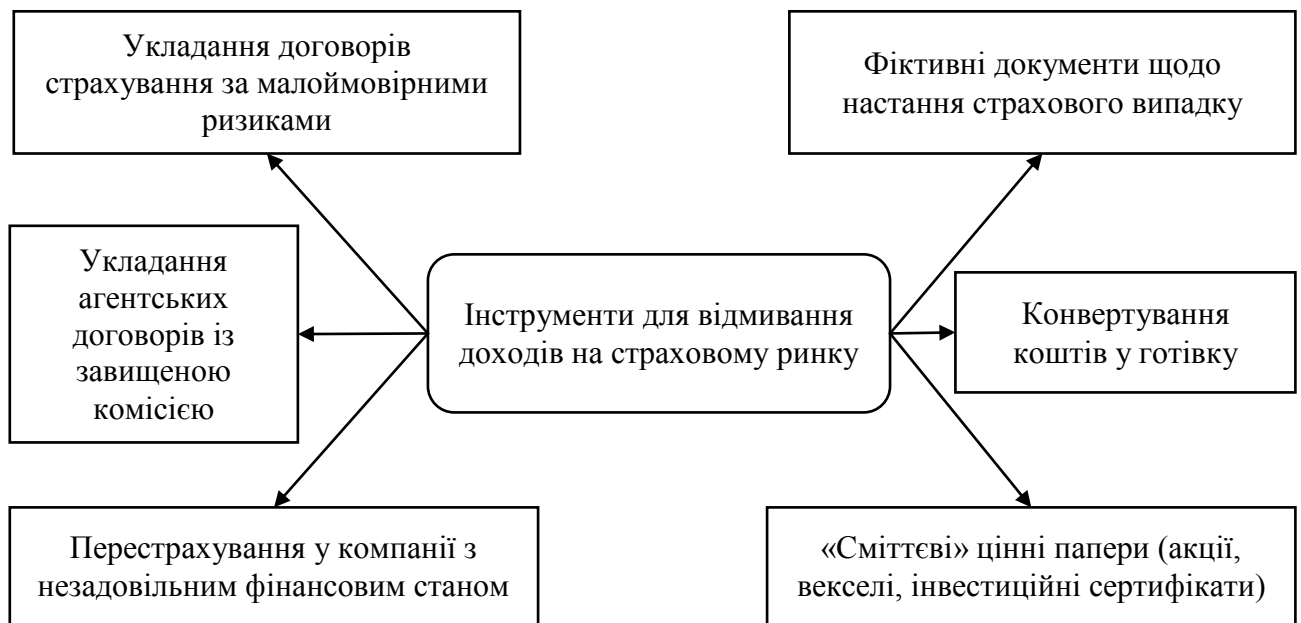 Укладання договорів
страхування за малоймовірними
ризиками
Фіктивні документи щодо
настання страхового випадку
Укладання
агентських
договорів із
завищеною
комісією
Інструменти для відмивання
доходів на страховому ринку
Конвертування
коштів у готівку
Перестрахування у компанії з
незадовільним фінансовим станом
«Сміттєві» цінні папери (акції,
векселі, інвестиційні сертифікати)